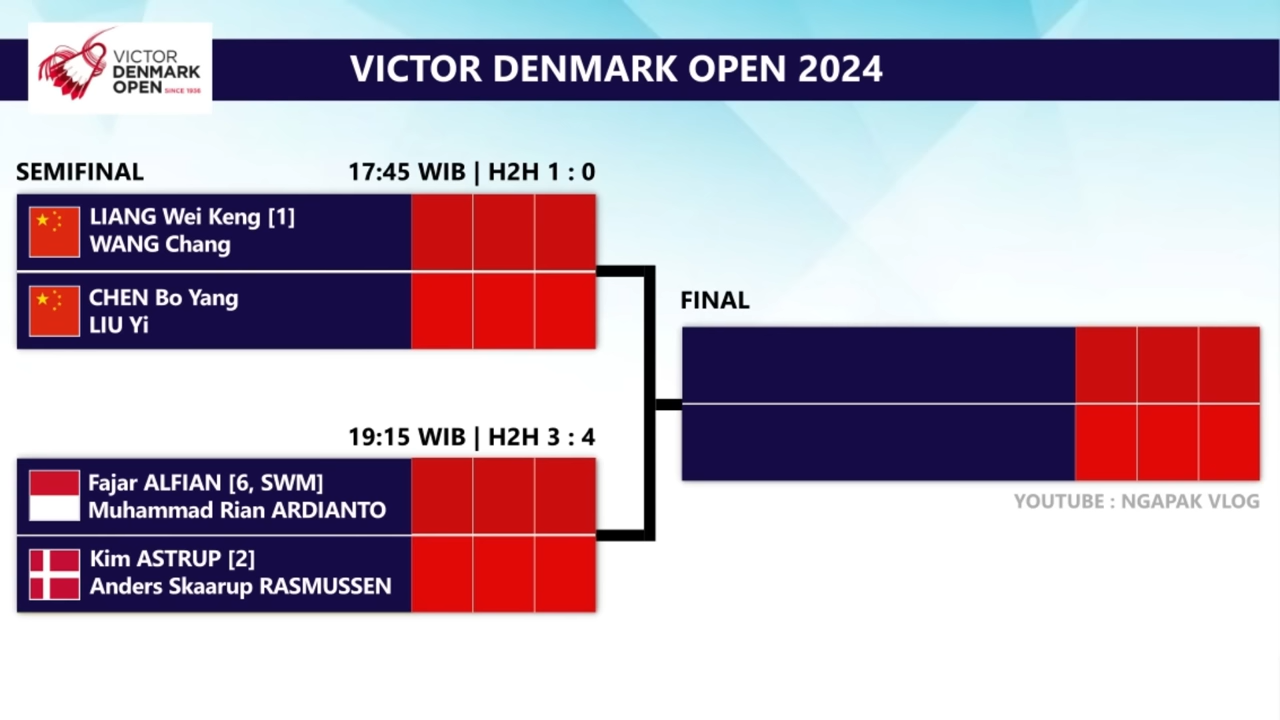 VICTOR
DENMARK
OPEN SINCE 1936
VICTOR DENMARK OPEN 2024
SEMIFINAL
17:45 WIB | H2H 1 : 0
LIANG Wei Keng [1]
WANG Chang
CHEN Bo Yang
LIU Yi
FINAL
19:15 WIB | H2H 3 : 4
Fajar ALFIAN [6, SWM]
Muhammad Rian ARDIANTO
Kim ASTRUP [2]
Anders Skaarup RASMUSSEN
YOUTUBE : NGAPAK VLOG